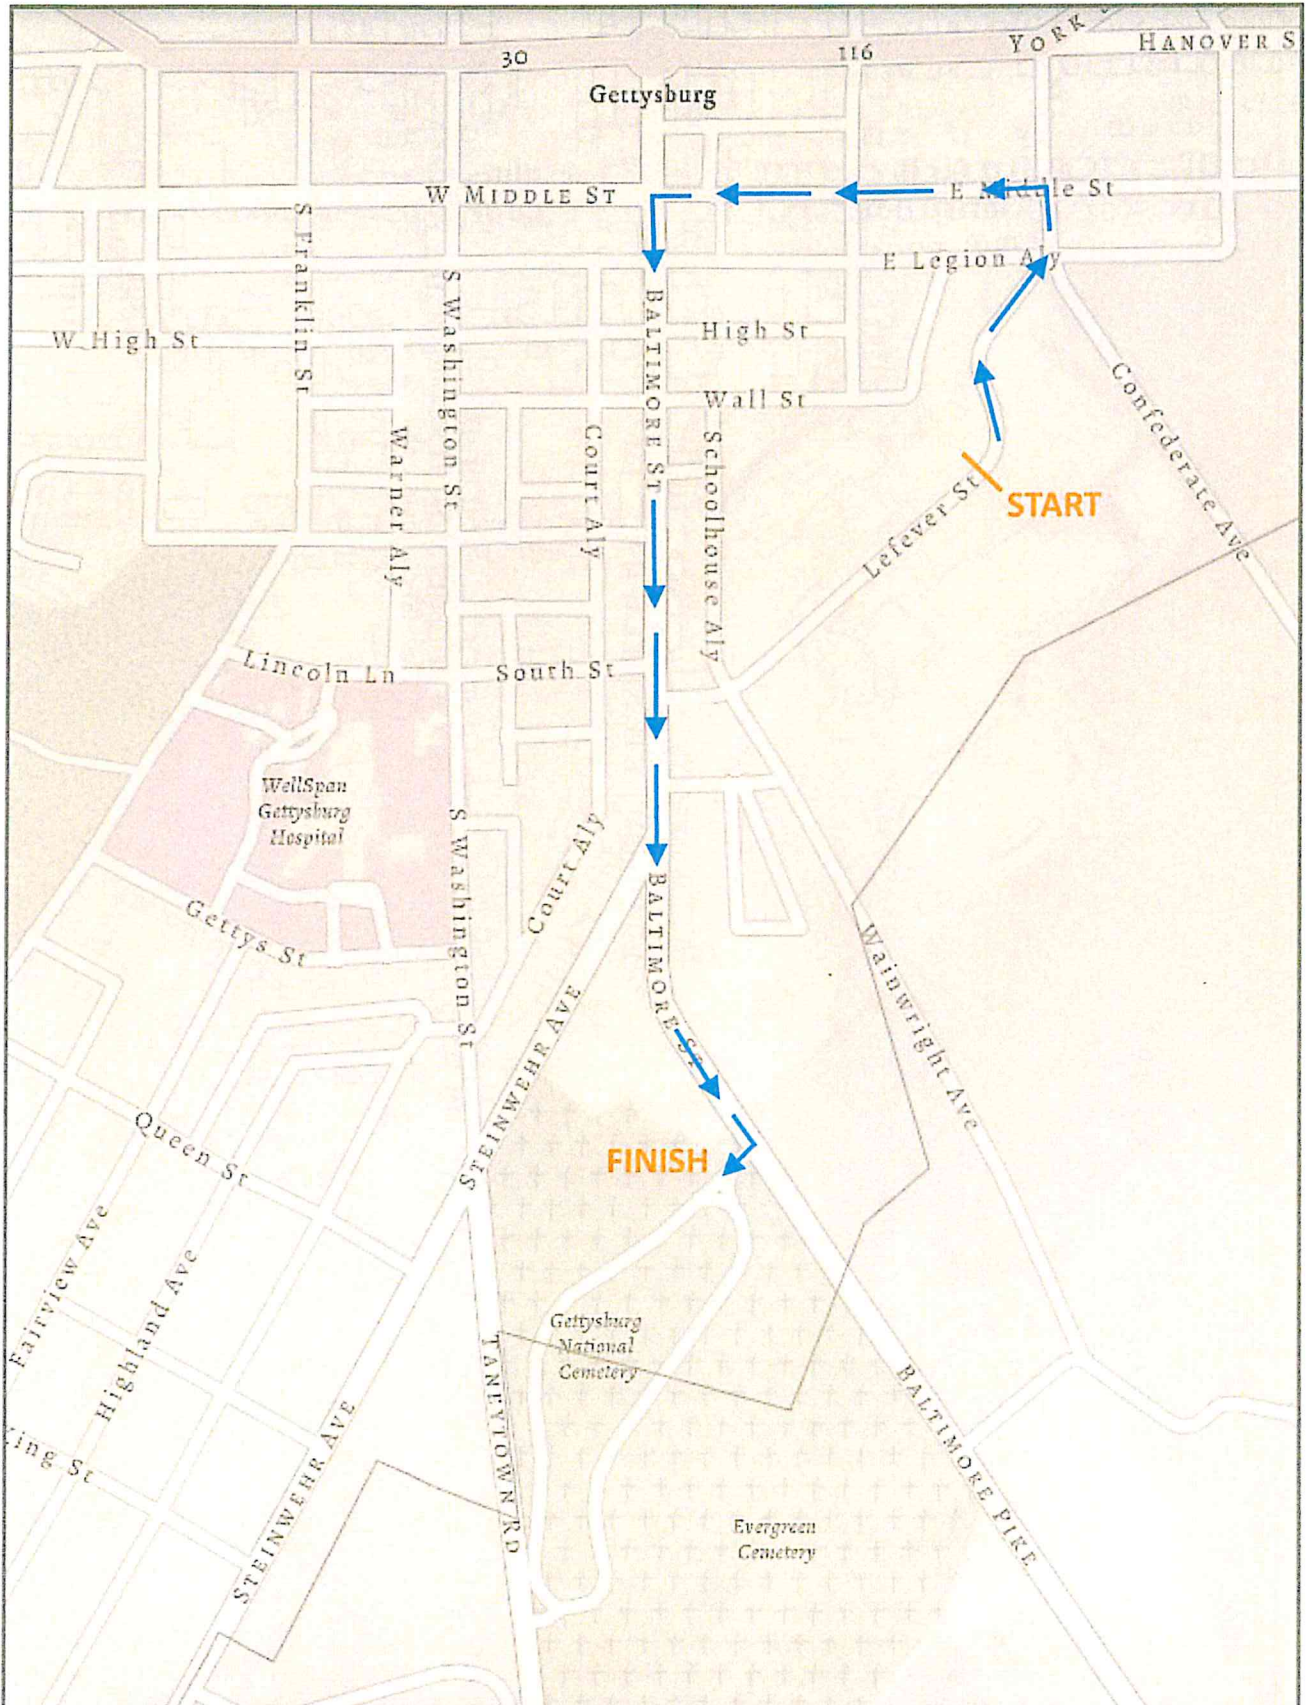 YORK
HANOVER S
30
116
Gettysburg
W MIDDLE ST
E Middle St
E Legion Aly
S Franklin St
S Washington St
BALTIMORE ST
High St
W High St
Wall St
Confederate Ave
Warner Aly
Court Aly
Schoolhouse Aly
Lefever St
START
Lincoln Ln
South St
WellSpan
Gettysburg
Hospital
S Washington St
Court Aly
BALTIMORE ST
Gettys St
Wainwright Ave
STEINWEHR AVE
Queen St
FINISH
Fairview Ave
Highland Ave
Gettysburg
National
Cemetery
TANEYTOWN RD
BALTIMORE PIKE
ing St
STEINWEHR AVE
Evergreen
Cemetery